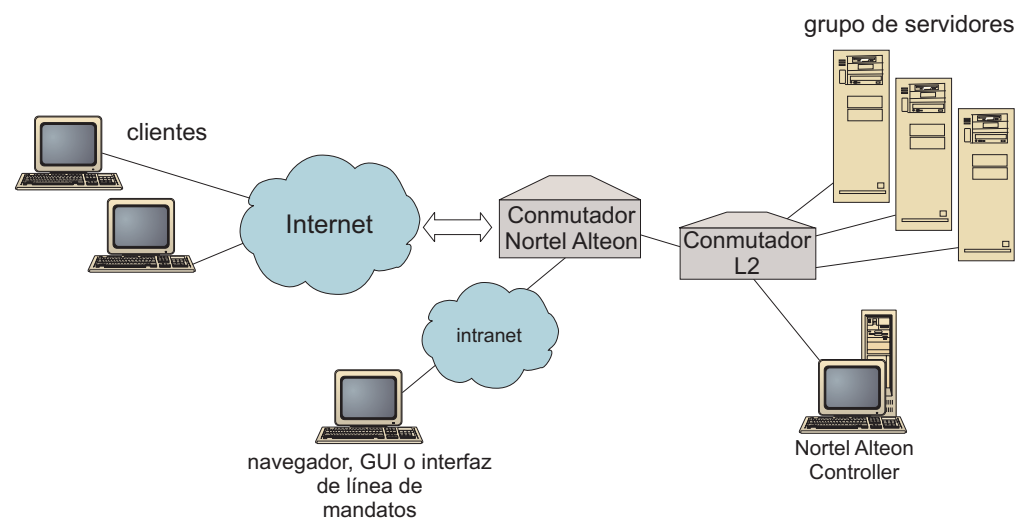 grupo de servidores
clientes
Internet
Conmutador
Nortel Alteon
Conmutador
L2
intranet
navegador, GUI o interfaz
de línea de
mandatos
Nortel Alteon
Controller